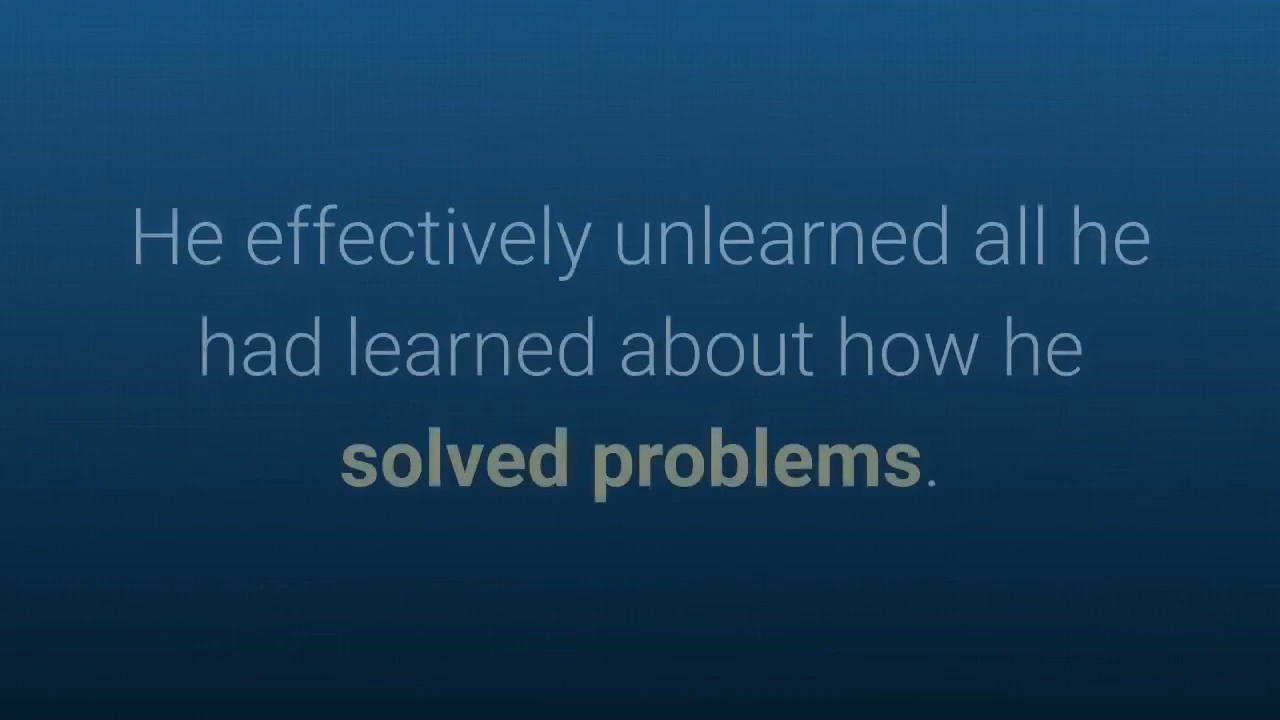 He effectively unlearned all he
had learned about how he
solved problems.